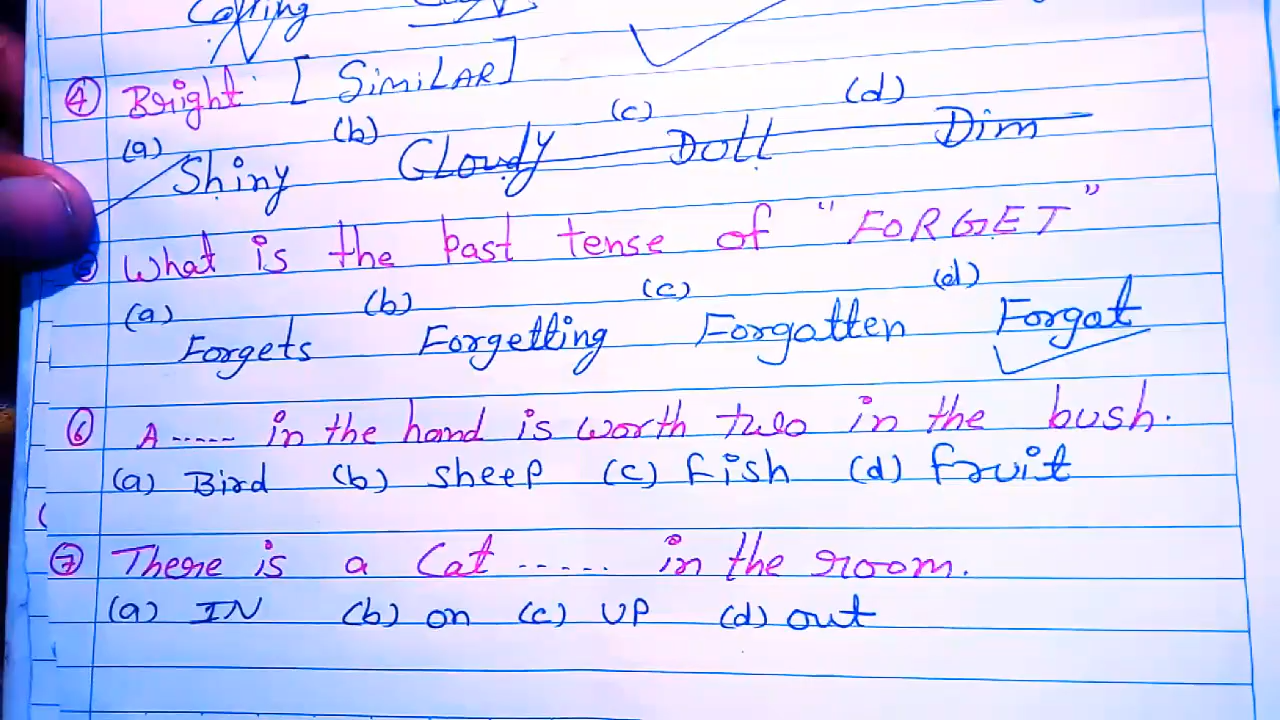 ④ Bright [SIMILAR]
(a) Shiny (b) Cloudy (c) Doll (d) Dim
What is the past tense of "FORGET"
(a) Forgets (b) Forgetting (c) Forgatten (d) Forgot
⑥ A ..... in the hand is worth two in the bush.
(a) Bird (b) sheep (c) Fish (d) fruit
⑦ There is a Cat ..... in the room.
(a) IN (b) on (c) UP (d) out